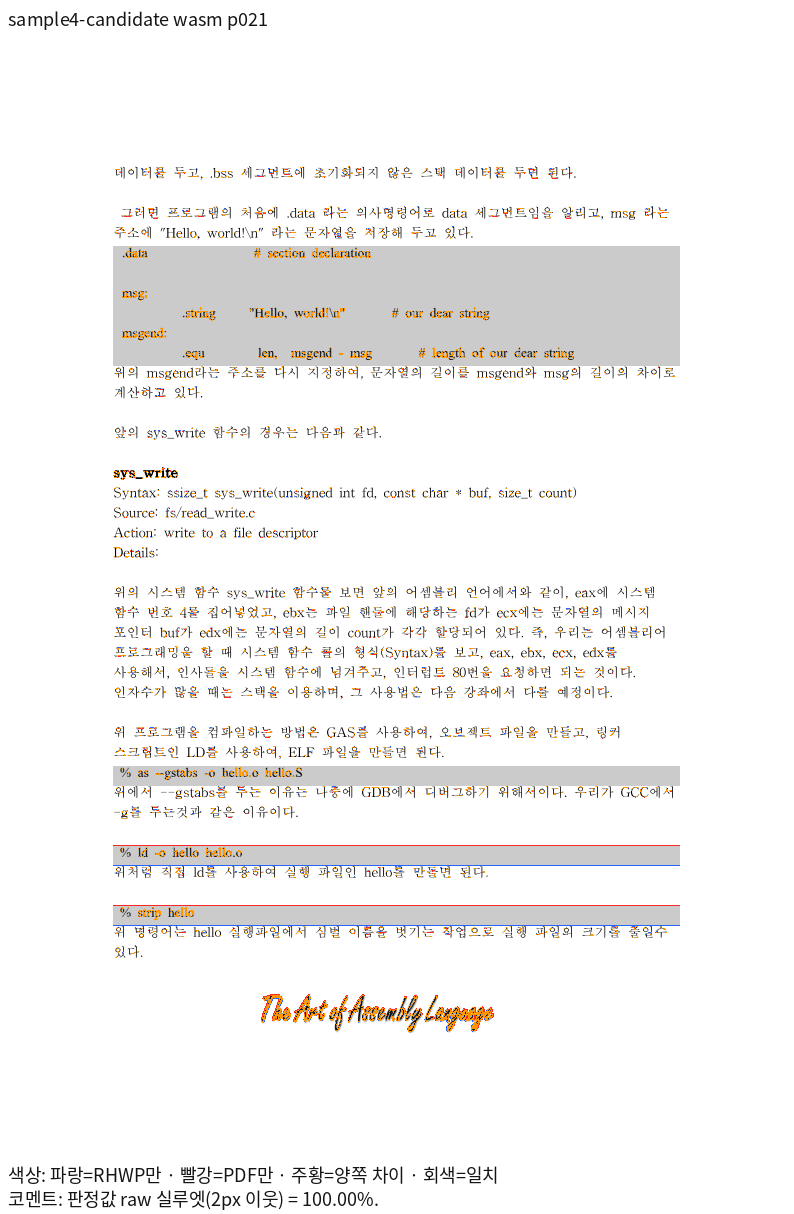 sample4-candidate wasm p021
데이터를 두고, .bss 세그먼트에 초기화되지 않은 스택 데이터를 두면 된다.
그러면 프로그램의 처음에 .data 라는 의사명령어로 data 세그먼트임을 알리고, msg 라는
주소에 "Hello, world!\n" 라는 문자열을 저장해 두고 있다.
.data # section declaration
msg:
.string "Hello, world!\n" # our dear string
msgend:
.equ len, msgend - msg # length of our dear string
위의 msgend라는 주소를 다시 지정하여, 문자열의 길이를 msgend와 msg의 길이의 차이로
계산하고 있다.
앞의 sys_write 함수의 경우는 다음과 같다.
sys_write
Syntax: ssize_t sys_write(unsigned int fd, const char * buf, size_t count)
Source: fs/read_write.c
Action: write to a file descriptor
Details:
위의 시스템 함수 sys_write 함수를 보면 앞의 어셈블리 언어에서와 같이, eax에 시스템
함수 번호 4를 집어넣었고, ebx는 파일 핸들에 해당하는 fd가 ecx에는 문자열의 메시지
포인터 buf가 edx에는 문자열의 길이 count가 각각 할당되어 있다. 즉, 우리는 어셈블리어
프로그래밍을 할 때 시스템 함수 콜의 형식(Syntax)를 보고, eax, ebx, ecx, edx를
사용해서, 인사들을 시스템 함수에 넘겨주고, 인터럽트 80번을 요청하면 되는 것이다.
인자수가 많을 때는 스택을 이용하며, 그 사용법은 다음 강좌에서 다룰 예정이다.
위 프로그램을 컴파일하는 방법은 GAS를 사용하여, 오브젝트 파일을 만들고, 링커
스크립트인 LD를 사용하여, ELF 파일을 만들면 된다.
% as --gstabs -o hello.o hello.S
위에서 --gstabs를 두는 이유는 나중에 GDB에서 디버그하기 위해서이다. 우리가 GCC에서
-g를 두는것과 같은 이유이다.
% ld -o hello hello.o
위처럼 직접 ld를 사용하여 실행 파일인 hello를 만들면 된다.
% strip hello
위 명령어는 hello 실행파일에서 심벌 이름을 벗기는 작업으로 실행 파일의 크기를 줄일수
있다.
The Art of Assembly Language
색상: 파랑=RHWP만 · 빨강=PDF만 · 주황=양쪽 차이 · 회색=일치
코멘트: 판정값 raw 실루엣(2px 이웃) = 100.00%.